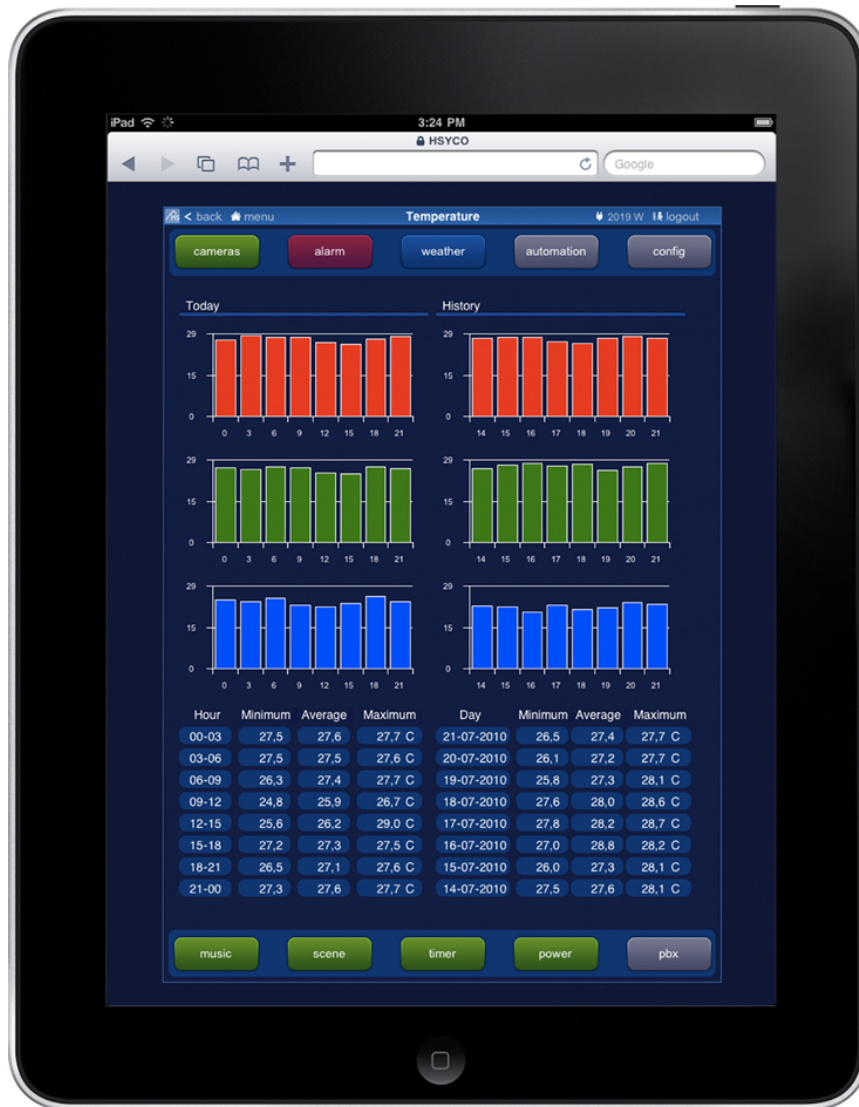 iPad 3:24 PM
HSYCO
Google
< back menu Temperature 2019 W logout
cameras alarm weather automation config
Today History
29 29
15 15
0 0
0 3 6 9 12 15 18 21 14 15 16 17 18 19 20 21
29 29
15 15
0 0
0 3 6 9 12 15 18 21 14 15 16 17 18 19 20 21
29 29
15 15
0 0
0 3 6 9 12 15 18 21 14 15 16 17 18 19 20 21
Hour Minimum Average Maximum Day Minimum Average Maximum
00-03 27,5 27,6 27,7 C 21-07-2010 26,5 27,4 27,7 C
03-06 27,5 27,5 27,6 C 20-07-2010 26,1 27,2 27,7 C
06-09 26,3 27,4 27,7 C 19-07-2010 25,8 27,3 28,1 C
09-12 24,8 25,9 26,7 C 18-07-2010 27,6 28,0 28,6 C
12-15 25,6 26,2 29,0 C 17-07-2010 27,8 28,2 28,7 C
15-18 27,2 27,3 27,5 C 16-07-2010 27,0 28,8 28,2 C
18-21 26,5 27,1 27,6 C 15-07-2010 26,0 27,3 28,1 C
21-00 27,3 27,6 27,7 C 14-07-2010 27,5 27,6 28,1 C
music scene timer power pbx